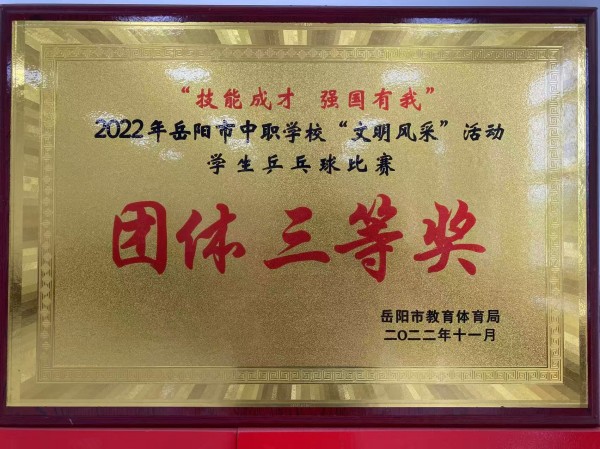 “技能成才 强国有我”
2022年岳阳市中职学校“文明风采”活动
学生乒乓球比赛
团体三等奖
岳阳市教育体育局
二〇二二年十一月